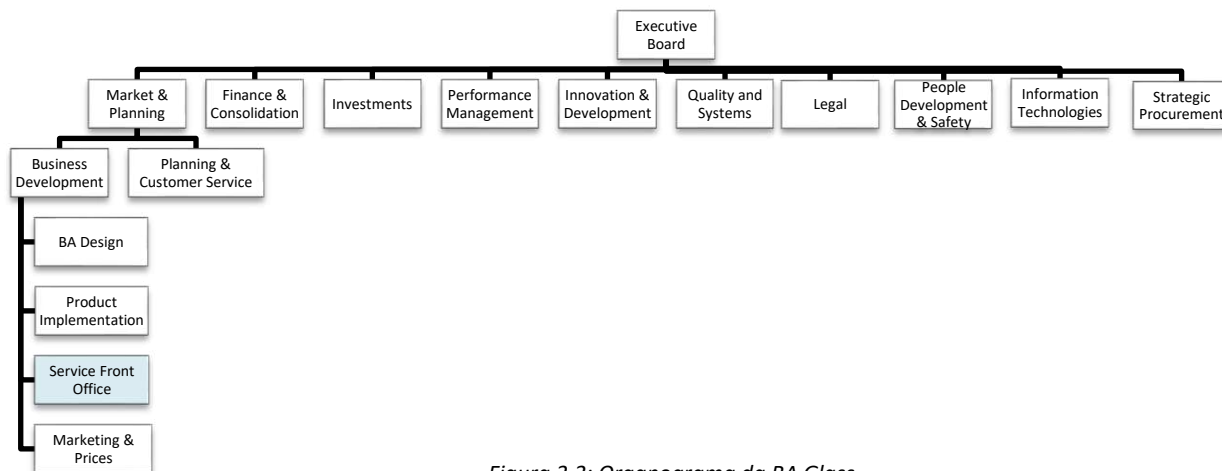 Executive
Board
Market &
Planning
Finance &
Consolidation
Investments
Performance
Management
Innovation &
Development
Quality and
Systems
Legal
People
Development
& Safety
Information
Technologies
Strategic
Procurement
Business
Development
Planning &
Customer Service
BA Design
Product
Implementation
Service Front
Office
Marketing &
Prices